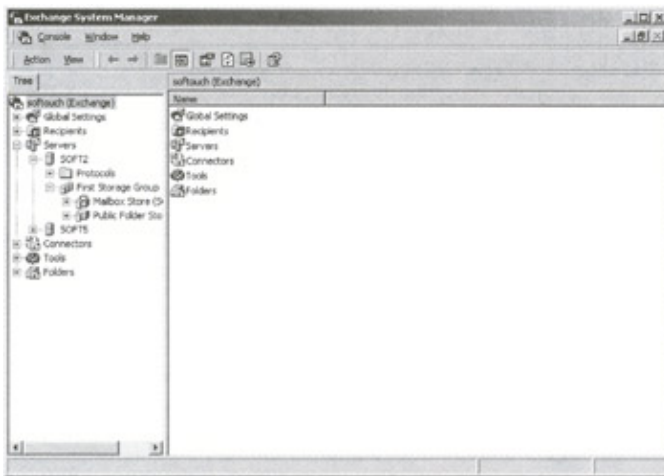 Exchange System Manager
Console Window Help
Action View
Tree
softouch (Exchange)
Global Settings
Recipients
Servers
SOFT2
Protocols
First Storage Group
Mailbox Store (S
Public Folder Sto
SOFT5
Connectors
Tools
Folders
softouch (Exchange)
Name
Global Settings
Recipients
Servers
Connectors
Tools
Folders